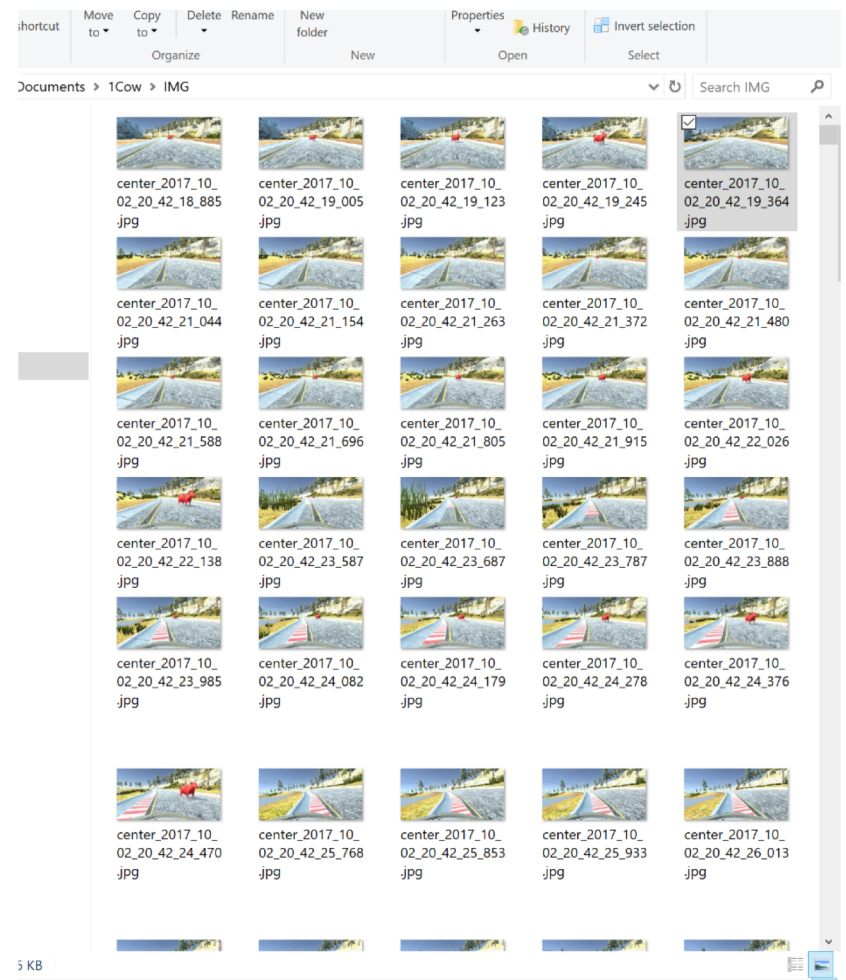 Move
Copy
Delete
Rename
New
Properties
shortcut
to
to
folder
History
Invert selection
Organize
New
Open
Select
Documents > 1Cow > IMG
Search IMG
center_2017_10_
02_20_42_18_885
.jpg
center_2017_10_
02_20_42_19_005
.jpg
center_2017_10_
02_20_42_19_123
.jpg
center_2017_10_
02_20_42_19_245
.jpg
center_2017_10_
02_20_42_19_364
.jpg
center_2017_10_
02_20_42_21_044
.jpg
center_2017_10_
02_20_42_21_154
.jpg
center_2017_10_
02_20_42_21_263
.jpg
center_2017_10_
02_20_42_21_372
.jpg
center_2017_10_
02_20_42_21_480
.jpg
center_2017_10_
02_20_42_21_588
.jpg
center_2017_10_
02_20_42_21_696
.jpg
center_2017_10_
02_20_42_21_805
.jpg
center_2017_10_
02_20_42_21_915
.jpg
center_2017_10_
02_20_42_22_026
.jpg
center_2017_10_
02_20_42_22_138
.jpg
center_2017_10_
02_20_42_23_587
.jpg
center_2017_10_
02_20_42_23_687
.jpg
center_2017_10_
02_20_42_23_787
.jpg
center_2017_10_
02_20_42_23_888
.jpg
center_2017_10_
02_20_42_23_985
.jpg
center_2017_10_
02_20_42_24_082
.jpg
center_2017_10_
02_20_42_24_179
.jpg
center_2017_10_
02_20_42_24_278
.jpg
center_2017_10_
02_20_42_24_376
.jpg
center_2017_10_
02_20_42_24_470
.jpg
center_2017_10_
02_20_42_25_768
.jpg
center_2017_10_
02_20_42_25_853
.jpg
center_2017_10_
02_20_42_25_933
.jpg
center_2017_10_
02_20_42_26_013
.jpg
KB